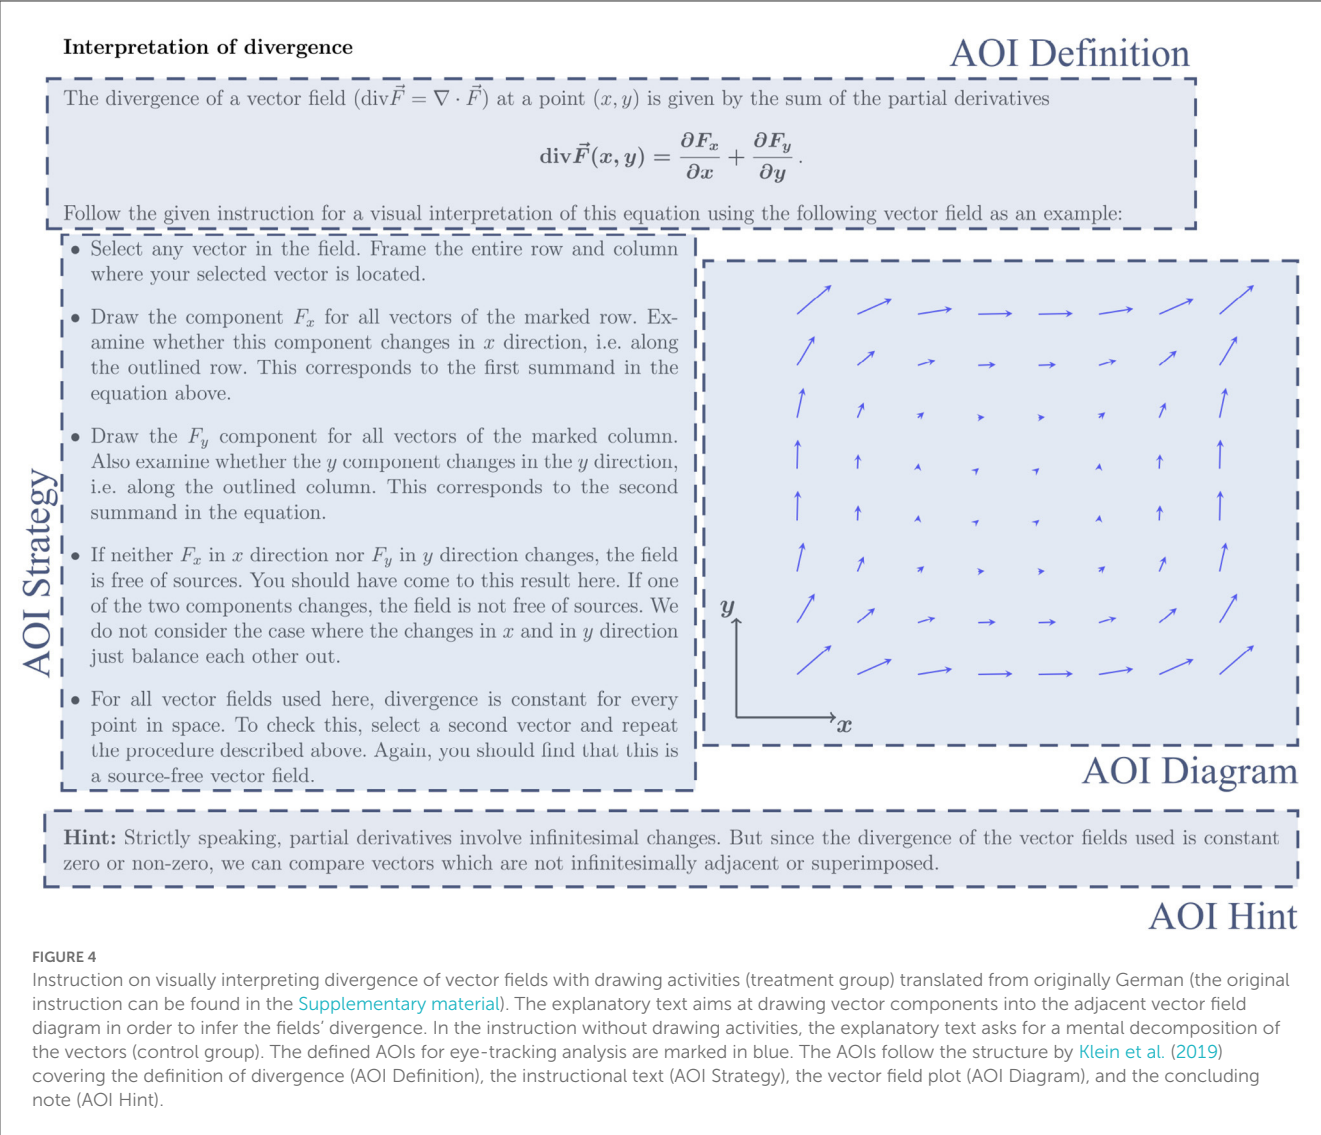 Interpretation of divergence
AOI Definition
The divergence of a vector field (div\vec{F} = ∇ · \vec{F}) at a point (x, y) is given by the sum of the partial derivatives
div\vec{F}(x, y) = ∂F_x/∂x + ∂F_y/∂y .
Follow the given instruction for a visual interpretation of this equation using the following vector field as an example:
AOI Strategy
• Select any vector in the field. Frame the entire row and column
where your selected vector is located.
• Draw the component F_x for all vectors of the marked row. Ex-
amine whether this component changes in x direction, i.e. along
the outlined row. This corresponds to the first summand in the
equation above.
• Draw the F_y component for all vectors of the marked column.
Also examine whether the y component changes in the y direction,
i.e. along the outlined column. This corresponds to the second
summand in the equation.
• If neither F_x in x direction nor F_y in y direction changes, the field
is free of sources. You should have come to this result here. If one
of the two components changes, the field is not free of sources. We
do not consider the case where the changes in x and in y direction
just balance each other out.
• For all vector fields used here, divergence is constant for every
point in space. To check this, select a second vector and repeat
the procedure described above. Again, you should find that this is
a source-free vector field.
y
x
AOI Diagram
Hint: Strictly speaking, partial derivatives involve infinitesimal changes. But since the divergence of the vector fields used is constant
zero or non-zero, we can compare vectors which are not infinitesimally adjacent or superimposed.
AOI Hint
FIGURE 4
Instruction on visually interpreting divergence of vector fields with drawing activities (treatment group) translated from originally German (the original
instruction can be found in the Supplementary material). The explanatory text aims at drawing vector components into the adjacent vector field
diagram in order to infer the fields' divergence. In the instruction without drawing activities, the explanatory text asks for a mental decomposition of
the vectors (control group). The defined AOIs for eye-tracking analysis are marked in blue. The AOIs follow the structure by Klein et al. (2019)
covering the definition of divergence (AOI Definition), the instructional text (AOI Strategy), the vector field plot (AOI Diagram), and the concluding
note (AOI Hint).